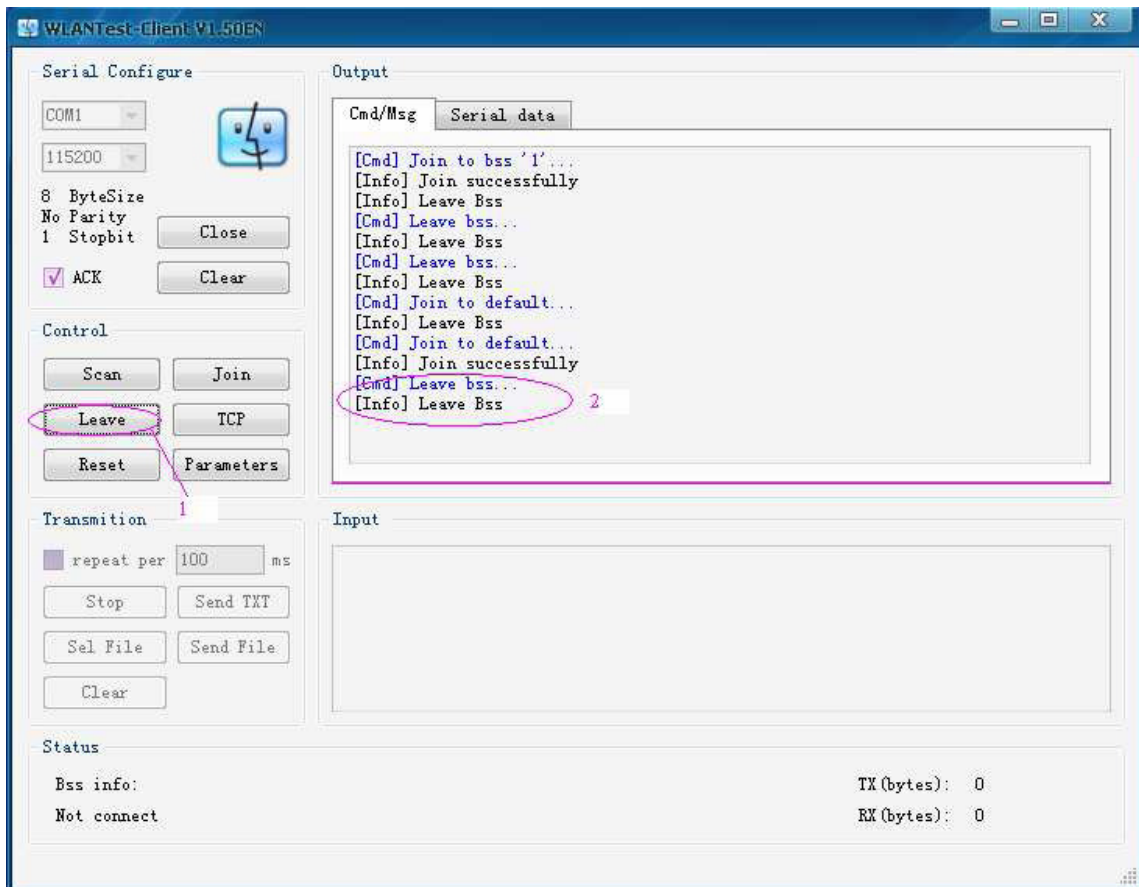 WLANTest-Client V1.50EN
Serial Configure
COM1
115200
8 ByteSize
No Parity
1 Stopbit
Close
ACK
Clear
Control
Scan
Join
Leave
TCP
Reset
Parameters
1
Transmition
repeat per 100 ms
Stop
Send TXT
Sel File
Send File
Clear
Output
Cmd/Msg
Serial data
[Cmd] Join to bss '1'...
[Info] Join successfully
[Info] Leave Bss
[Cmd] Leave bss...
[Info] Leave Bss
[Cmd] Leave bss...
[Info] Leave Bss
[Cmd] Join to default...
[Info] Leave Bss
[Cmd] Join to default...
[Info] Join successfully
[Cmd] Leave bss...
[Info] Leave Bss
2
Input
Status
Bss info:
Not connect
TX(bytes): 0
RX(bytes): 0